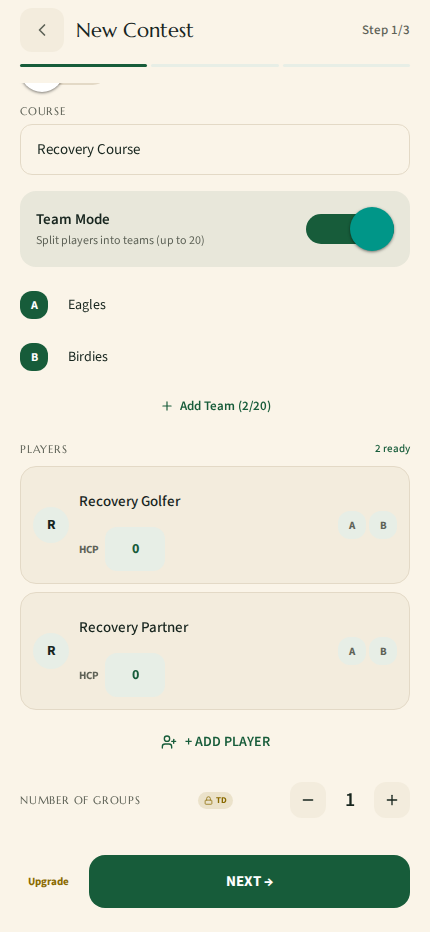 New Contest
Step 1/3
COURSE
Recovery Course
Team Mode
Split players into teams (up to 20)
A Eagles
B Birdies
+ Add Team (2/20)
PLAYERS
2 ready
Recovery Golfer
R
HCP 0
A B
Recovery Partner
R
HCP 0
A B
+ ADD PLAYER
NUMBER OF GROUPS
TD
− 1 +
Upgrade
NEXT →